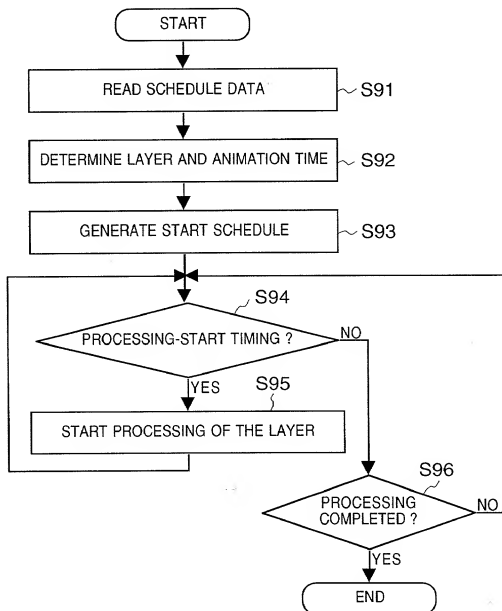 START
READ SCHEDULE DATA
S91
DETERMINE LAYER AND ANIMATION TIME
S92
GENERATE START SCHEDULE
S93
S94
PROCESSING-START TIMING ?
NO
YES
S95
START PROCESSING OF THE LAYER
S96
PROCESSING
COMPLETED ?
NO
YES
END